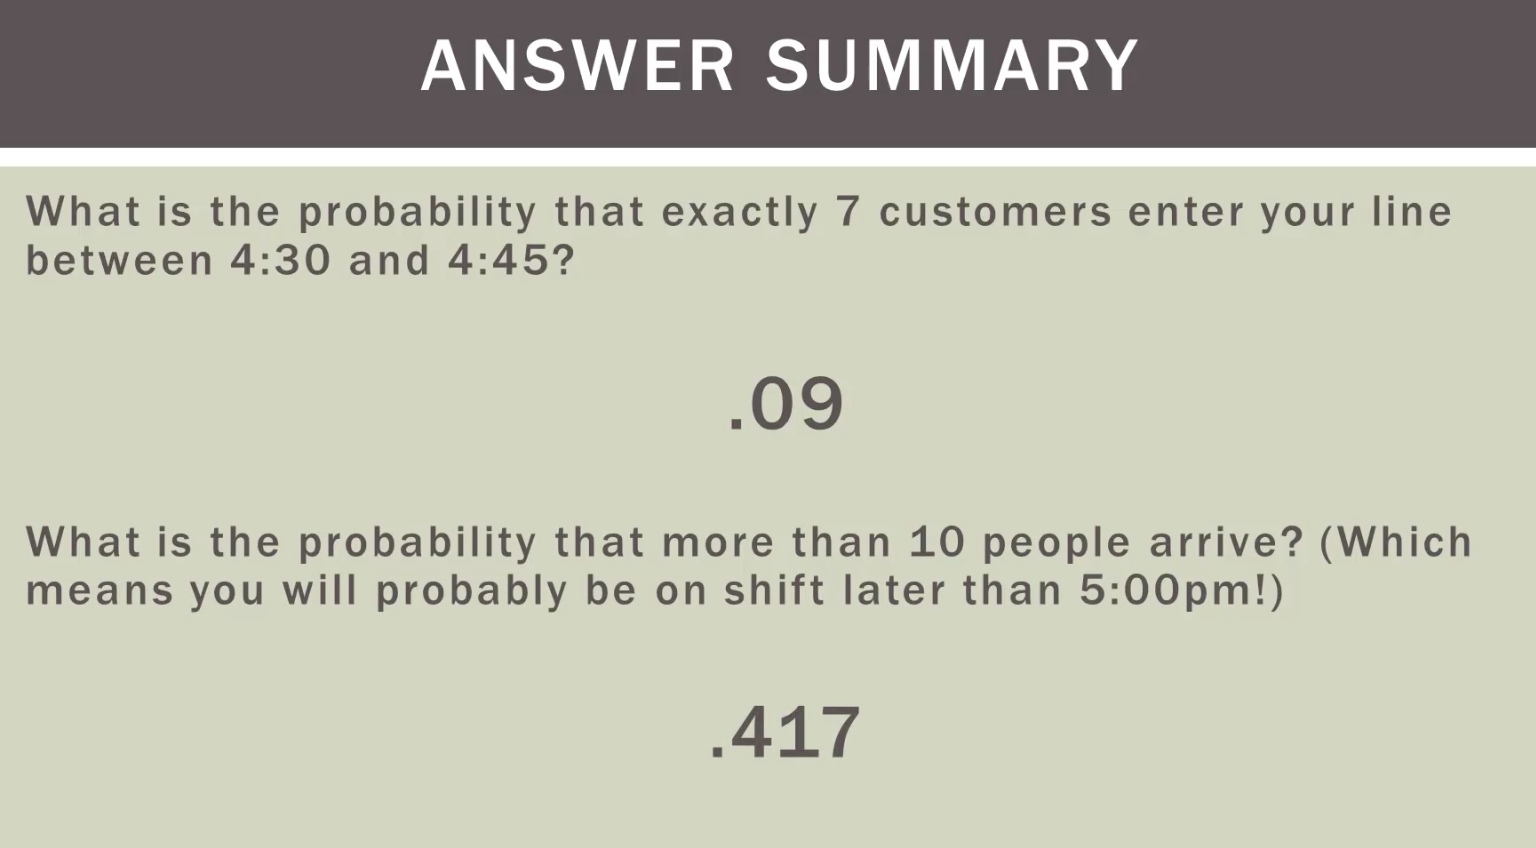 ANSWER SUMMARY
What is the probability that exactly 7 customers enter your line
between 4:30 and 4:45?
.09
What is the probability that more than 10 people arrive? (Which
means you will probably be on shift later than 5:00pm!)
.417